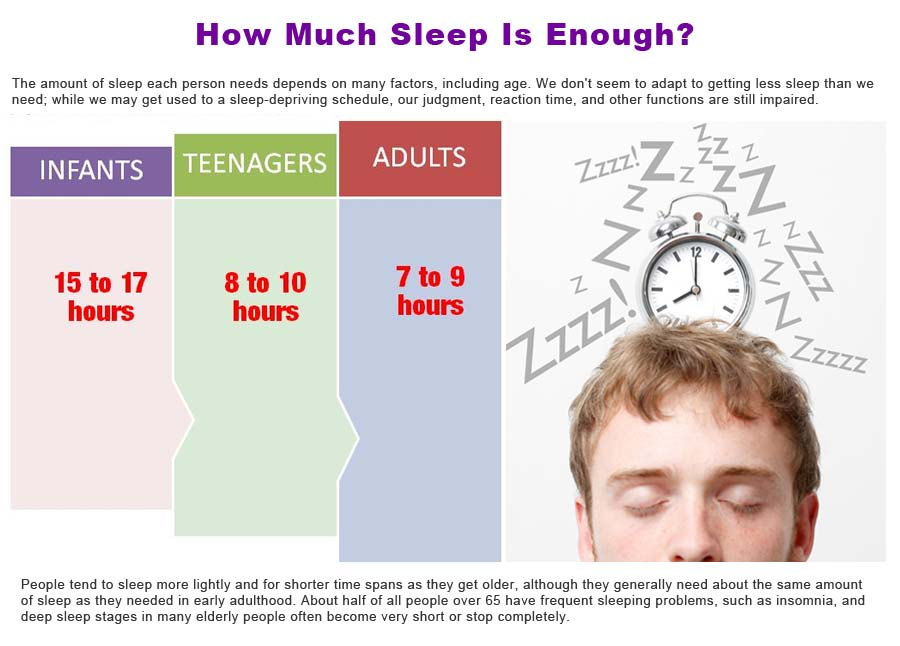 How Much Sleep Is Enough?
The amount of sleep each person needs depends on many factors, including age. We don't seem to adapt to getting less sleep than we
need; while we may get used to a sleep-depriving schedule, our judgment, reaction time, and other functions are still impaired.
INFANTS
15 to 17
hours
TEENAGERS
8 to 10
hours
ADULTS
7 to 9
hours
Zzzz!
Z
Z
Z
Z
Z
Z
Z
Z
Z
Z
Z
Z
Zzzz!
12
Z
Z
Zzzz
Z
Z
Z
Zzzzz
People tend to sleep more lightly and for shorter time spans as they get older, although they generally need about the same amount
of sleep as they needed in early adulthood. About half of all people over 65 have frequent sleeping problems, such as insomnia, and
deep sleep stages in many elderly people often become very short or stop completely.